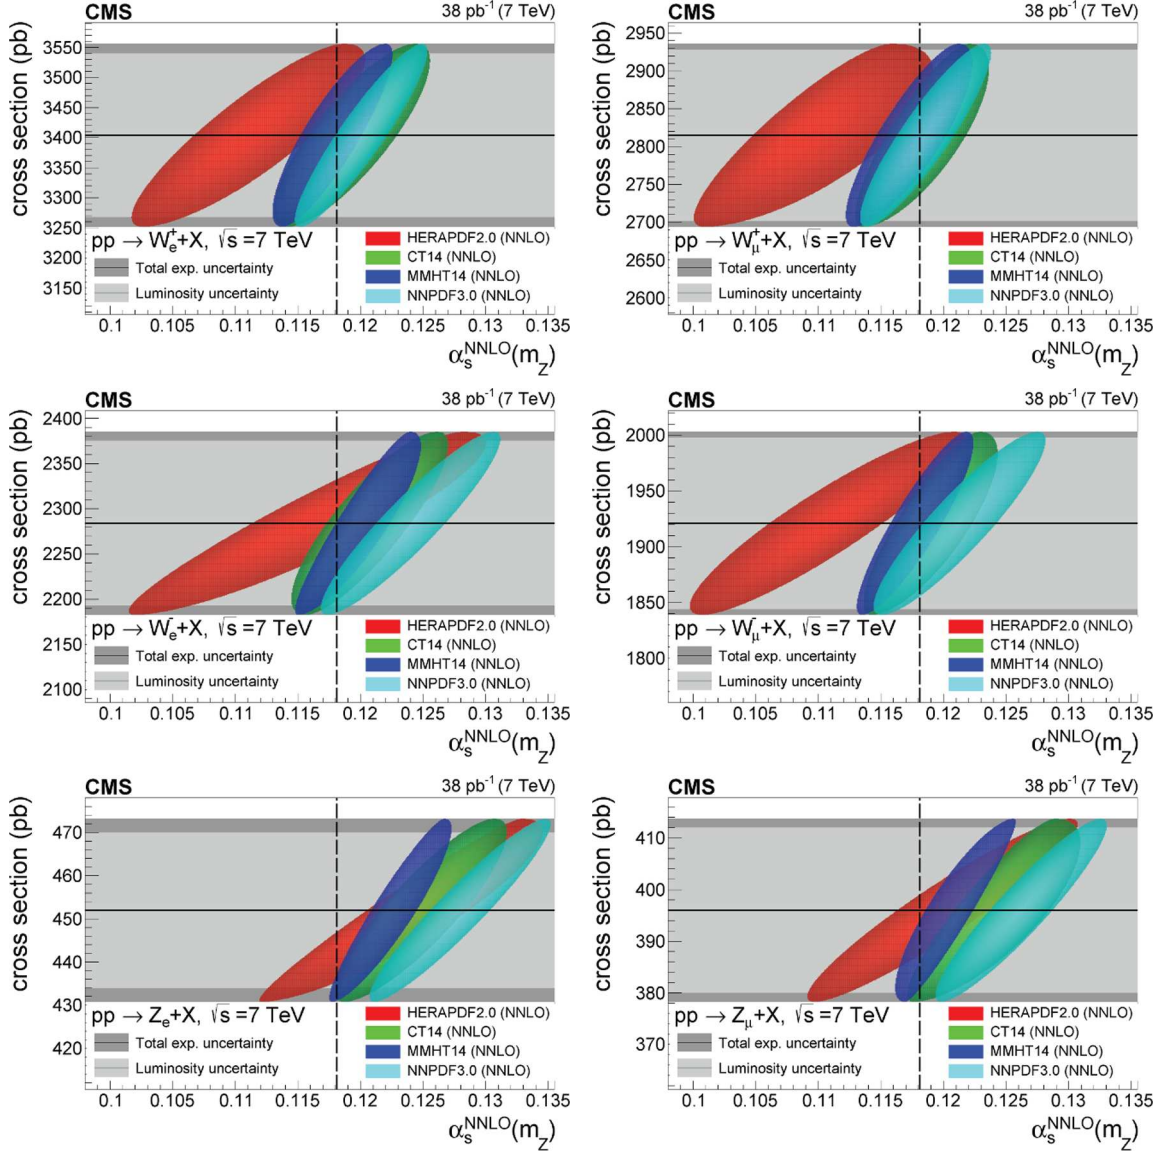 CMS 38 pb⁻¹ (7 TeV)
cross section (pb)
3550
3500
3450
3400
3350
3300
3250
3200
3150
pp → W⁺ₑ+X, √s =7 TeV
Total exp. uncertainty
Luminosity uncertainty
HERAPDF2.0 (NNLO)
CT14 (NNLO)
MMHT14 (NNLO)
NNPDF3.0 (NNLO)
0.1 0.105 0.11 0.115 0.12 0.125 0.13 0.135
αₛᴺᴺᴸᴼ(m_Z)
CMS 38 pb⁻¹ (7 TeV)
cross section (pb)
2950
2900
2850
2800
2750
2700
2650
2600
pp → W⁺_μ+X, √s =7 TeV
Total exp. uncertainty
Luminosity uncertainty
HERAPDF2.0 (NNLO)
CT14 (NNLO)
MMHT14 (NNLO)
NNPDF3.0 (NNLO)
0.1 0.105 0.11 0.115 0.12 0.125 0.13 0.135
αₛᴺᴺᴸᴼ(m_Z)
CMS 38 pb⁻¹ (7 TeV)
cross section (pb)
2400
2350
2300
2250
2200
2150
2100
pp → W⁻ₑ+X, √s =7 TeV
Total exp. uncertainty
Luminosity uncertainty
HERAPDF2.0 (NNLO)
CT14 (NNLO)
MMHT14 (NNLO)
NNPDF3.0 (NNLO)
0.1 0.105 0.11 0.115 0.12 0.125 0.13 0.135
αₛᴺᴺᴸᴼ(m_Z)
CMS 38 pb⁻¹ (7 TeV)
cross section (pb)
2000
1950
1900
1850
1800
pp → W⁻_μ+X, √s =7 TeV
Total exp. uncertainty
Luminosity uncertainty
HERAPDF2.0 (NNLO)
CT14 (NNLO)
MMHT14 (NNLO)
NNPDF3.0 (NNLO)
0.1 0.105 0.11 0.115 0.12 0.125 0.13 0.135
αₛᴺᴺᴸᴼ(m_Z)
CMS 38 pb⁻¹ (7 TeV)
cross section (pb)
470
460
450
440
430
420
pp → Zₑ+X, √s =7 TeV
Total exp. uncertainty
Luminosity uncertainty
HERAPDF2.0 (NNLO)
CT14 (NNLO)
MMHT14 (NNLO)
NNPDF3.0 (NNLO)
0.1 0.105 0.11 0.115 0.12 0.125 0.13 0.135
αₛᴺᴺᴸᴼ(m_Z)
CMS 38 pb⁻¹ (7 TeV)
cross section (pb)
410
400
390
380
370
pp → Z_μ+X, √s =7 TeV
Total exp. uncertainty
Luminosity uncertainty
HERAPDF2.0 (NNLO)
CT14 (NNLO)
MMHT14 (NNLO)
NNPDF3.0 (NNLO)
0.1 0.105 0.11 0.115 0.12 0.125 0.13 0.135
αₛᴺᴺᴸᴼ(m_Z)